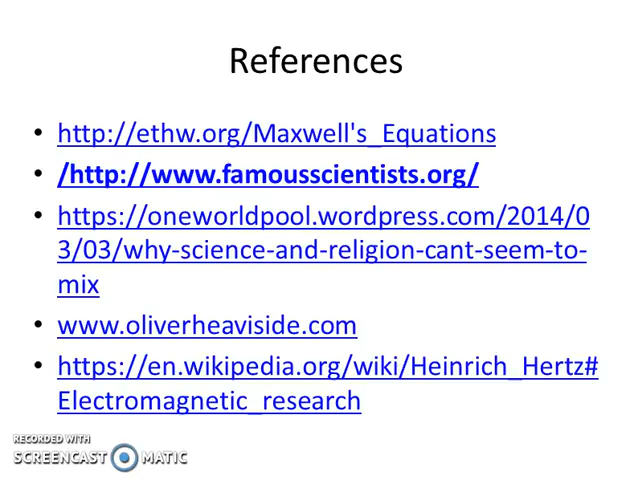 References
• http://ethw.org/Maxwell's_Equations
• /http://www.famousscientists.org/
• https://oneworldpool.wordpress.com/2014/0
3/03/why-science-and-religion-cant-seem-to-
mix
• www.oliverheaviside.com
• https://en.wikipedia.org/wiki/Heinrich_Hertz#
Electromagnetic_research
RECORDED WITH
SCREENCAST MATIC